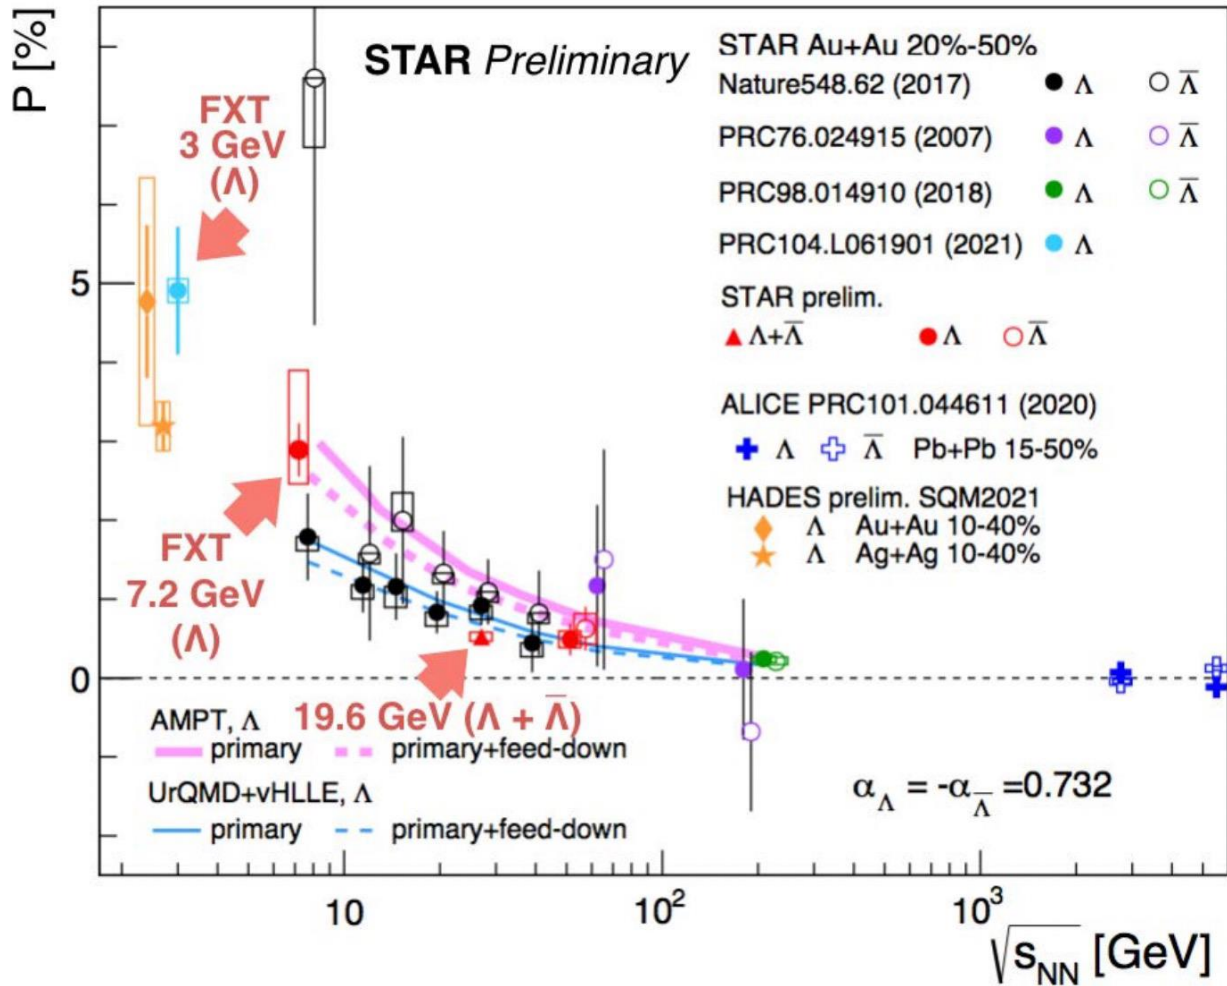 P [%]
STAR Preliminary
FXT
3 GeV
(Λ)
STAR Au+Au 20%-50%
Nature548.62 (2017) Λ Λ̅
PRC76.024915 (2007) Λ Λ̅
PRC98.014910 (2018) Λ Λ̅
PRC104.L061901 (2021) Λ
STAR prelim.
Λ+Λ̅ Λ Λ̅
ALICE PRC101.044611 (2020)
Λ Λ̅ Pb+Pb 15-50%
HADES prelim. SQM2021
Λ Au+Au 10-40%
Λ Ag+Ag 10-40%
5
FXT
7.2 GeV
(Λ)
0
19.6 GeV (Λ + Λ̅)
AMPT, Λ
primary primary+feed-down
UrQMD+vHLLE, Λ
primary primary+feed-down
α_Λ = -α_Λ̅ =0.732
10 10² 10³
√s_NN [GeV]